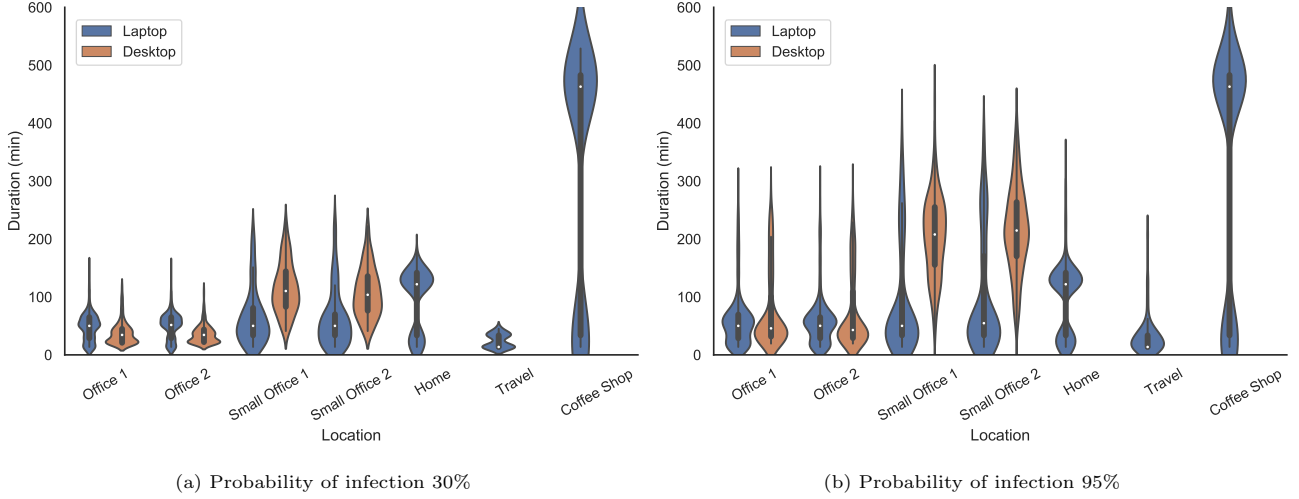 600
500
400
300
200
100
0
Duration (min)
Laptop
Desktop
Office 1
Office 2
Small Office 1
Small Office 2
Home
Travel
Coffee Shop
Location
(a) Probability of infection 30%
600
500
400
300
200
100
0
Duration (min)
Laptop
Desktop
Office 1
Office 2
Small Office 1
Small Office 2
Home
Travel
Coffee Shop
Location
(b) Probability of infection 95%